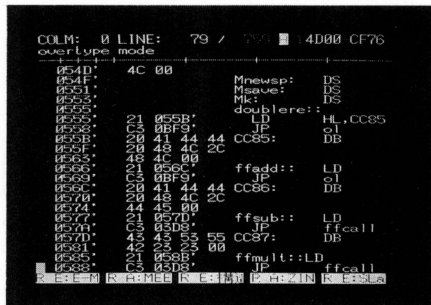 COLM: 0 LINE: 79 / 4D00 CF76
overtype mode
054D' 4C 00
054F' Mnewsp: DS
0551' Msave: DS
0553' Mk: DS
0555' doublere::
0555' 21 055B' LD HL,CC85
0558' C3 0BF9' JP ol
055B' 20 41 44 44 CC85: DB
055F' 20 48 4C 2C
0563' 48 4C 00
0566' 21 056C' ffadd:: LD
0569' C3 0BF9' JP ol
056C' 20 41 44 44 CC86: DB
0570' 20 48 4C 2C
0574' 44 45 00
0577' 21 057D' ffsub:: LD
057A' C3 03D8' JP ffcall
057D' 43 43 53 55 CC87: DB
0581' 42 23 23 00
0585' 21 058B' ffmult::LD
0588' C3 03D8' JP ffcall
R E:E-M R A:MEE R E: R A:ZIN R E:SLa